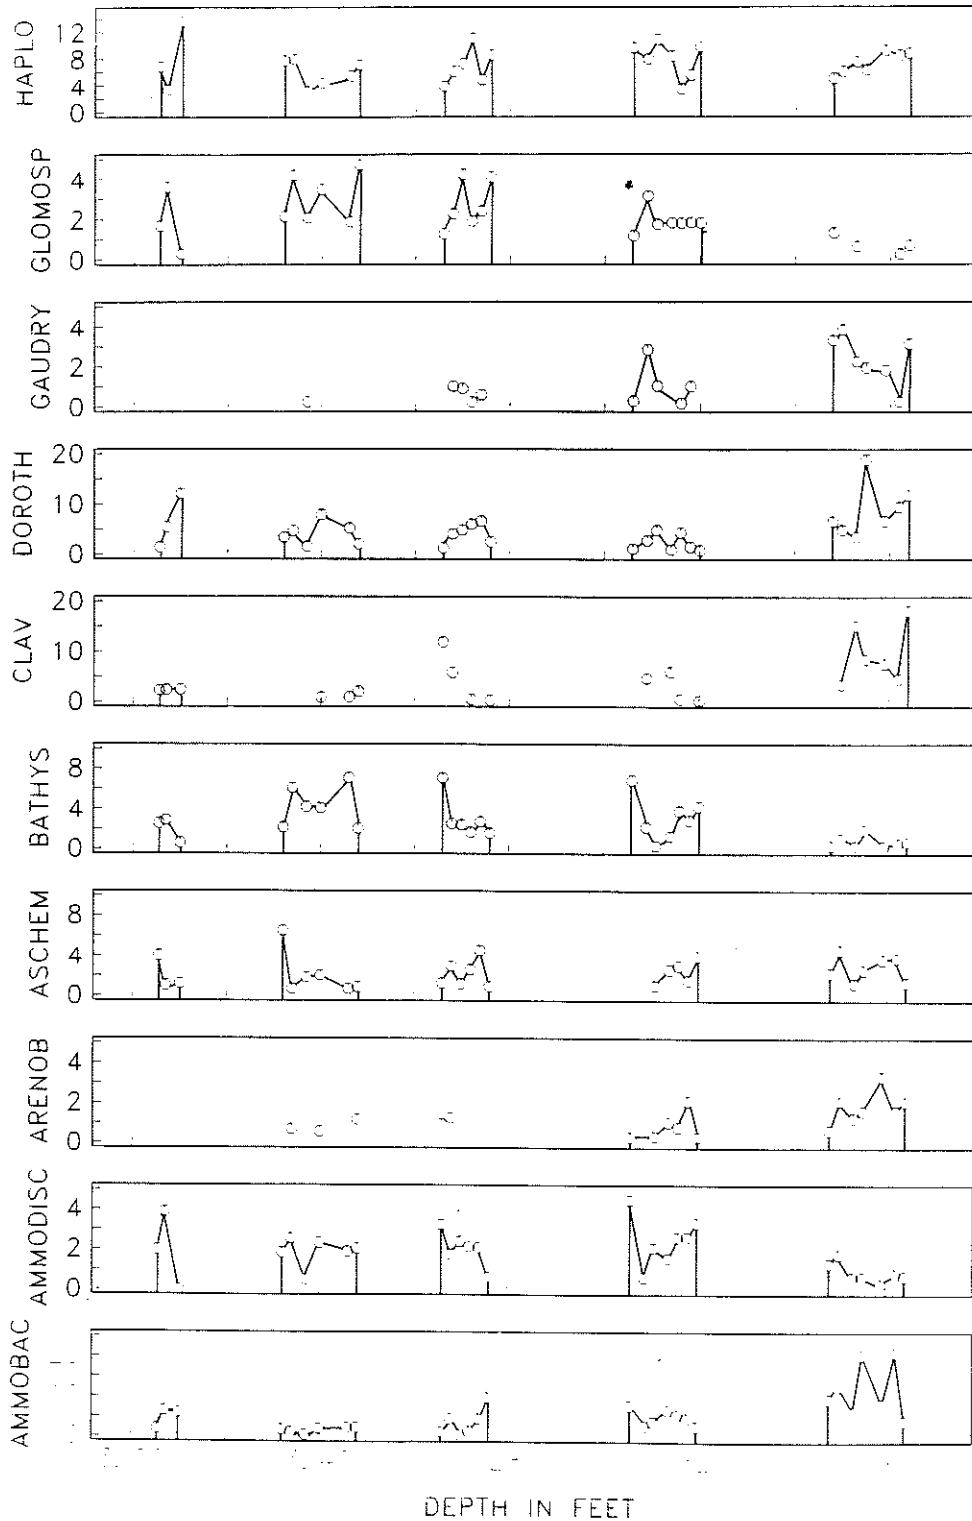 HAPLO
12
8
4
0
GLOMOSP
4
2
0
GAUDRY
4
2
0
DOROTH
20
10
0
CLAV
20
10
0
BATHYS
8
4
0
ASCHEM
8
4
0
ARENOB
4
2
0
AMMODISC
4
2
0
AMMOBAC
DEPTH IN FEET